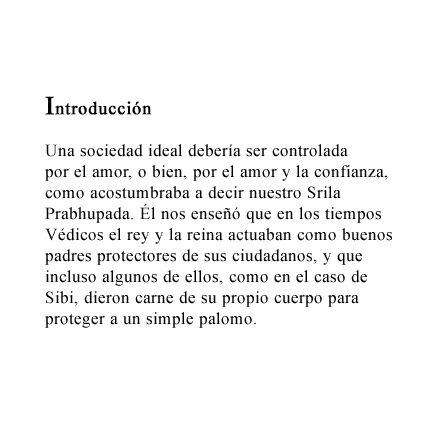 Introducción
Una sociedad ideal debería ser controlada
por el amor, o bien, por el amor y la confianza,
como acostumbraba a decir nuestro Srila
Prabhupada. Él nos enseñó que en los tiempos
Védicos el rey y la reina actuaban como buenos
padres protectores de sus ciudadanos, y que
incluso algunos de ellos, como en el caso de
Sibi, dieron carne de su propio cuerpo para
proteger a un simple palomo.